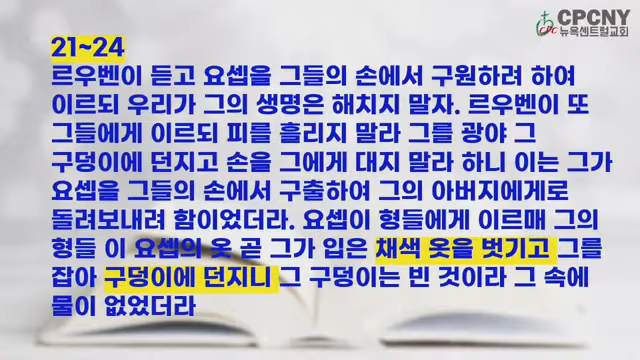 CPCNY
CPC
뉴욕센트럴교회
21~24
르우벤이 듣고 요셉을 그들의 손에서 구원하려 하여
이르되 우리가 그의 생명은 해치지 말자. 르우벤이 또
그들에게 이르되 피를 흘리지 말라 그를 광야 그
구덩이에 던지고 손을 그에게 대지 말라 하니 이는 그가
요셉을 그들의 손에서 구출하여 그의 아버지에게로
돌려보내려 함이었더라. 요셉이 형들에게 이르매 그의
형들 이 요셉의 옷 곧 그가 입은 채색 옷을 벗기고 그를
잡아 구덩이에 던지니 그 구덩이는 빈 것이라 그 속에
물이 없었더라